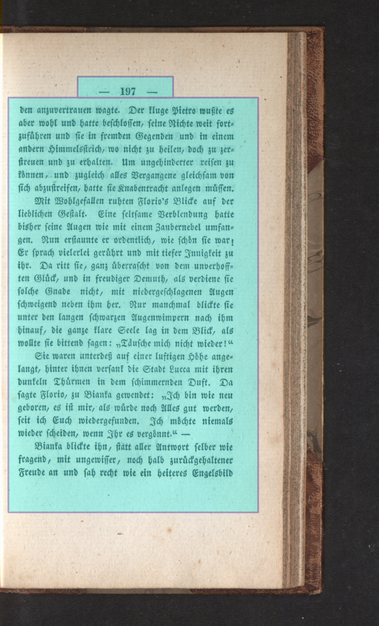 — 197 —
den anzuvertrauen wagte. Der kluge Pietro wußte es
aber wohl und hatte beschlossen, seine Nichte weit fort-
zuführen und sie in fremden Gegenden und in einem
andern Himmelsstrich, wo nicht zu heilen, doch zu zer-
streuen und zu erhalten. Um ungehinderter reisen zu
können, und zugleich alles Vergangene gleichsam von
sich abzustreifen, hatte sie Knabentracht anlegen müssen.
Mit Wohlgefallen ruhten Florio's Blicke auf der
lieblichen Gestalt. Eine seltsame Verblendung hatte
bisher seine Augen wie mit einem Zaubernebel umfan-
gen. Nun erstaunte er ordentlich, wie schön sie war;
Er sprach vielerlei gerührt und mit tiefer Innigkeit zu
ihr. Da ritt sie, ganz überrascht von dem unverhoff-
ten Glück, und in freudiger Demuth, als verdiene sie
solche Gnade nicht, mit niedergeschlagenen Augen
schweigend neben ihm her. Nur manchmal blickte sie
unter den langen schwarzen Augenwimpern nach ihm
hinauf, die ganze klare Seele lag in dem Blick, als
wollte sie bittend sagen: „Täusche mich nicht wieder!“
Sie waren unterdeß auf einer luftigen Höhe ange-
langt, hinter ihnen versank die Stadt Lucca mit ihren
dunkeln Thürmen in dem schimmernden Duft. Da
sagte Florio, zu Bianka gewendet: „Ich bin wie neu
geboren, es ist mir, als würde noch Alles gut werden,
seit ich Euch wiedergefunden. Ich möchte niemals
wieder scheiden, wenn Ihr es vergönnt.“ —
Bianka blickte ihn, statt aller Antwort selber wie
fragend, mit ungewisser, noch halb zurückgehaltener
Freude an und sah recht wie ein heiteres Engelsbild